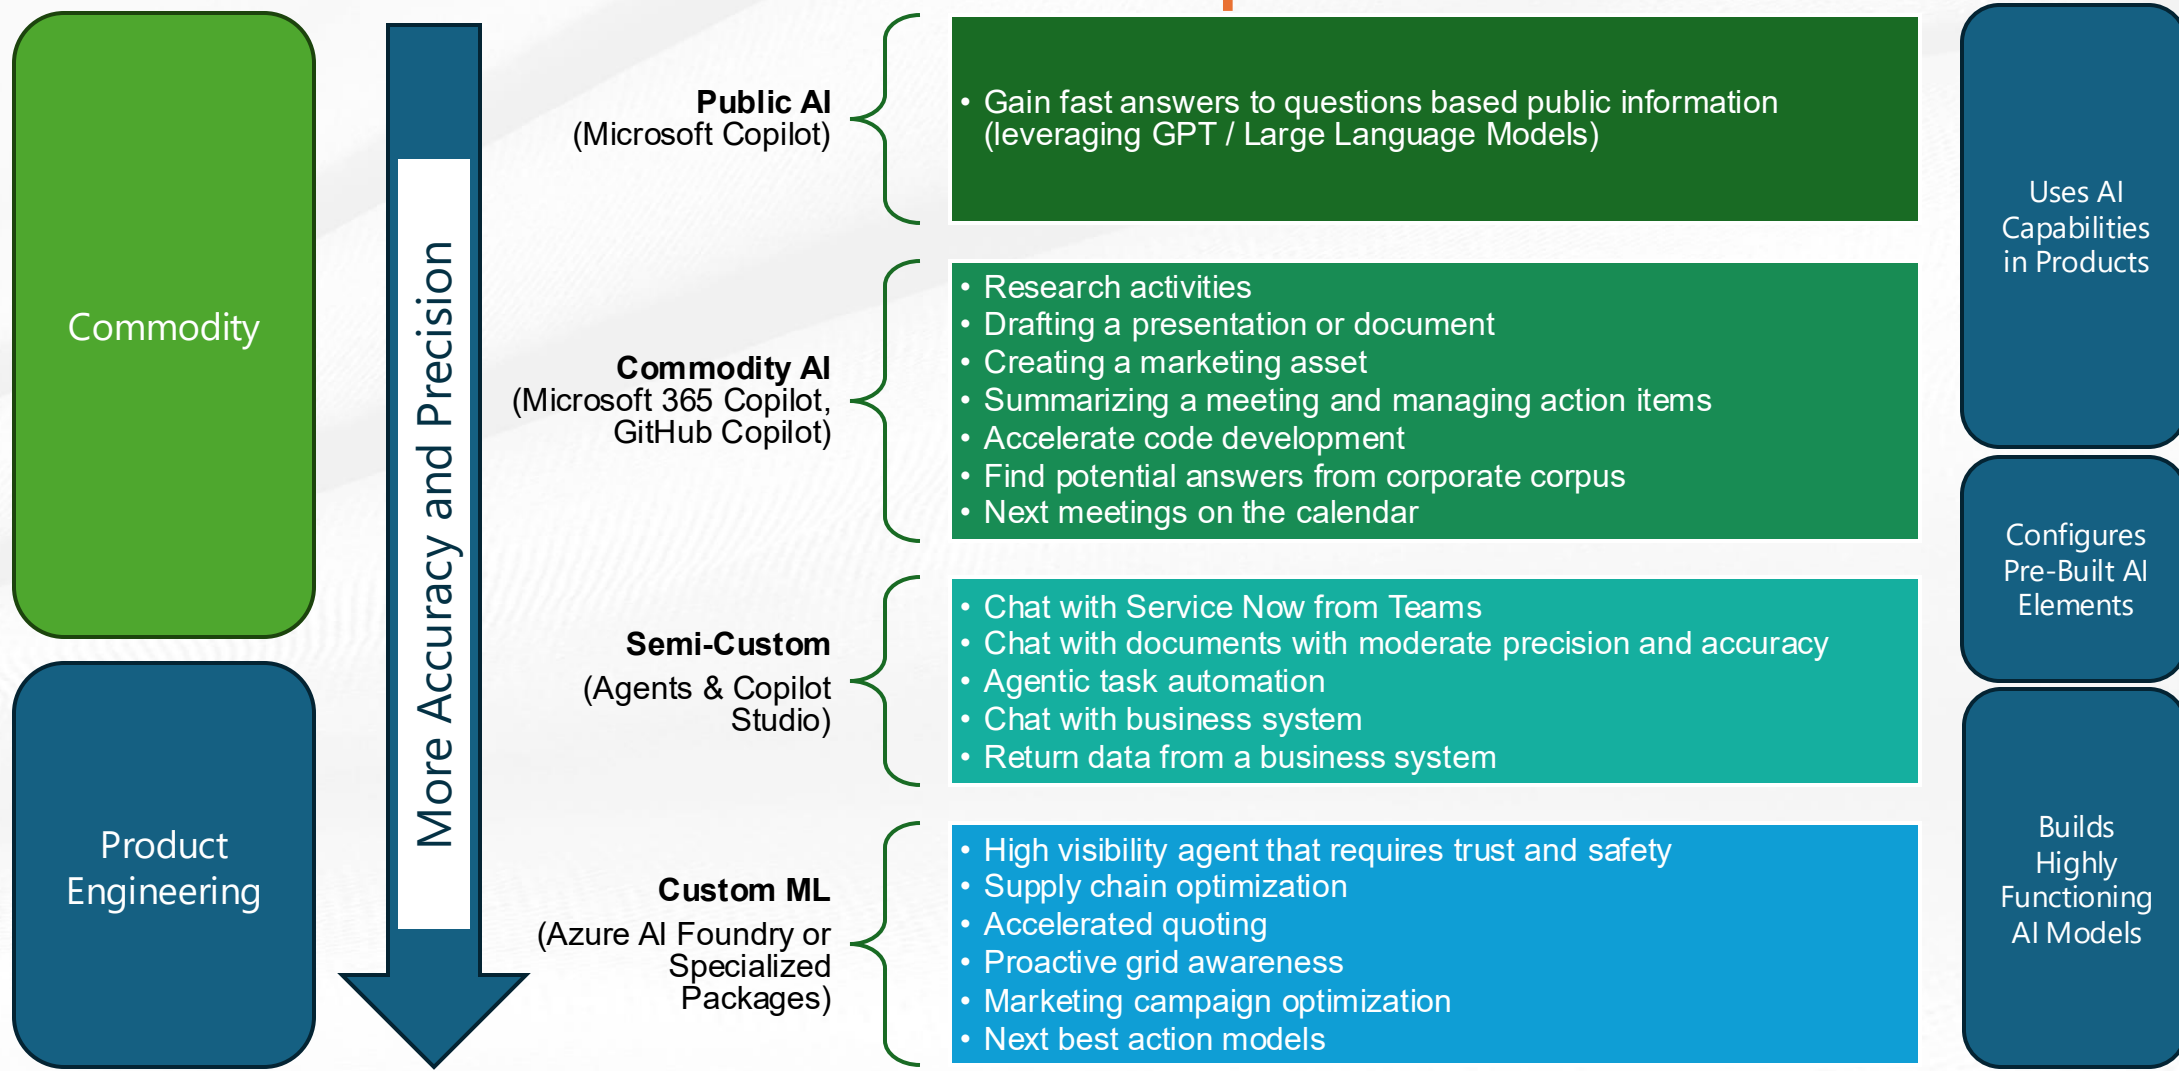 Commodity
Product
Engineering
More Accuracy and Precision
Public AI
(Microsoft Copilot)
• Gain fast answers to questions based public information
(leveraging GPT / Large Language Models)
Commodity AI
(Microsoft 365 Copilot,
GitHub Copilot)
• Research activities
• Drafting a presentation or document
• Creating a marketing asset
• Summarizing a meeting and managing action items
• Accelerate code development
• Find potential answers from corporate corpus
• Next meetings on the calendar
Semi-Custom
(Agents & Copilot
Studio)
• Chat with Service Now from Teams
• Chat with documents with moderate precision and accuracy
• Agentic task automation
• Chat with business system
• Return data from a business system
Custom ML
(Azure AI Foundry or
Specialized
Packages)
• High visibility agent that requires trust and safety
• Supply chain optimization
• Accelerated quoting
• Proactive grid awareness
• Marketing campaign optimization
• Next best action models
Uses AI
Capabilities
in Products
Configures
Pre-Built AI
Elements
Builds
Highly
Functioning
AI Models